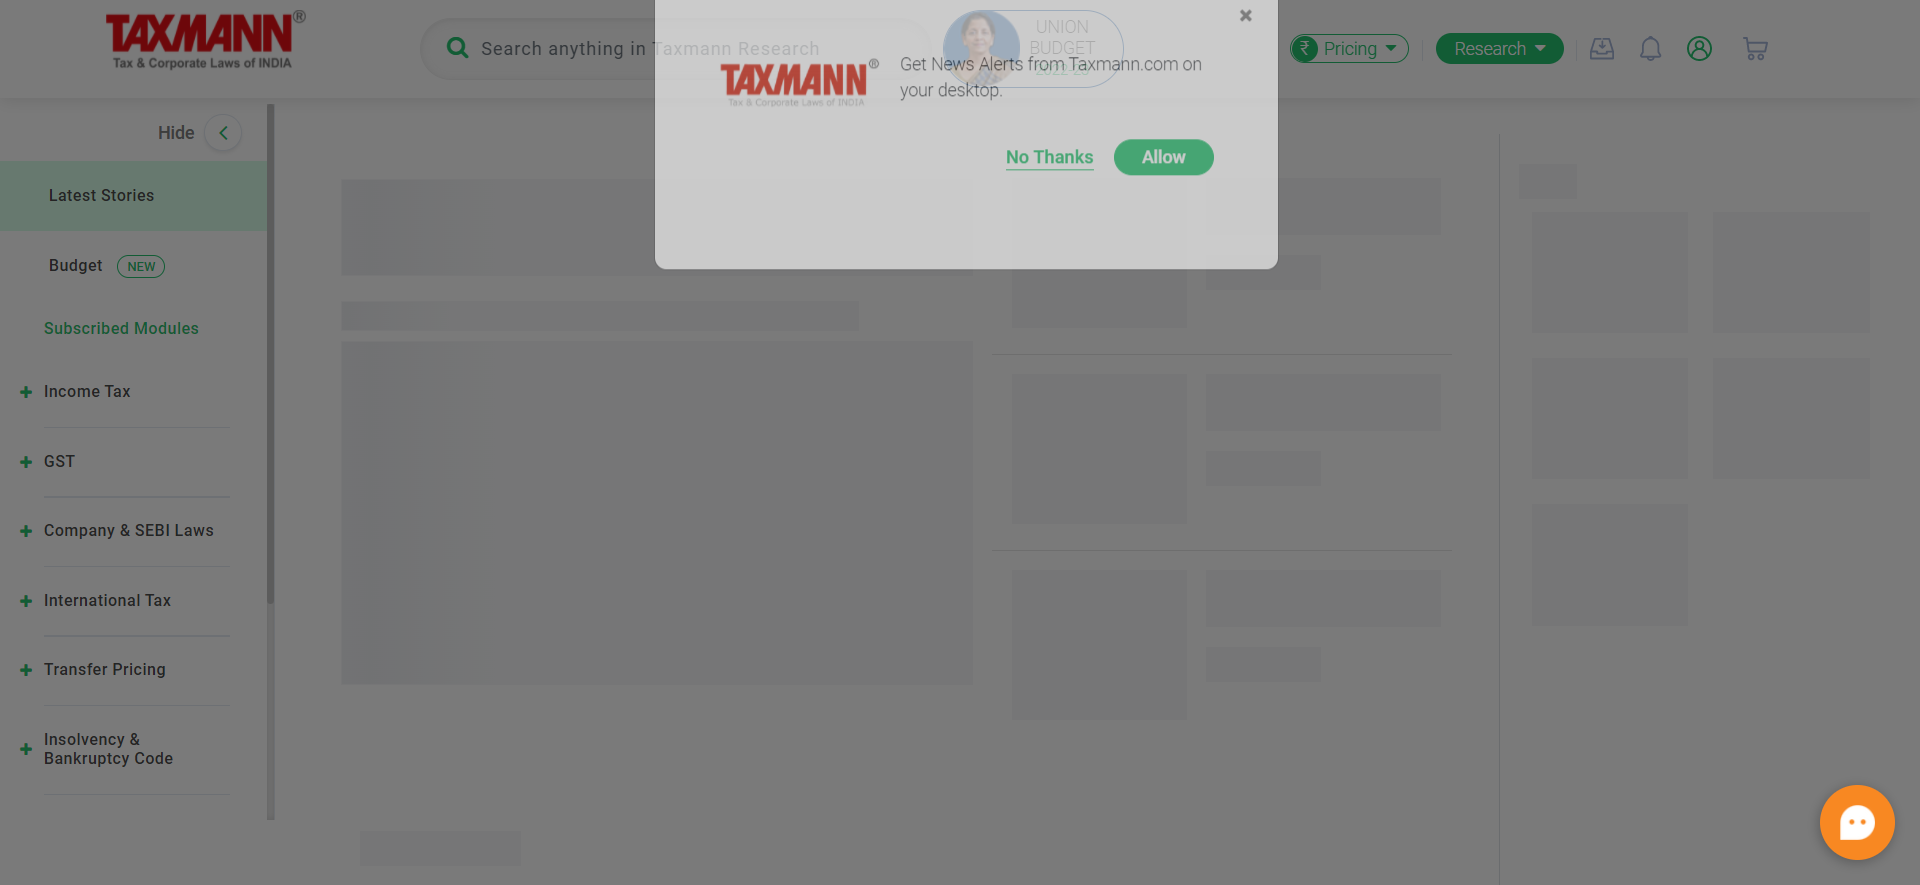 TAXMANN®
Tax & Corporate Laws of INDIA
Search anything in Taxmann Research
UNION
BUDGET
2022-23
Pricing
Research
Get News Alerts from Taxmann.com on
your desktop.
TAXMANN®
Tax & Corporate Laws of INDIA
No Thanks
Allow
Hide
Latest Stories
Budget NEW
Subscribed Modules
Income Tax
GST
Company & SEBI Laws
International Tax
Transfer Pricing
Insolvency &
Bankruptcy Code